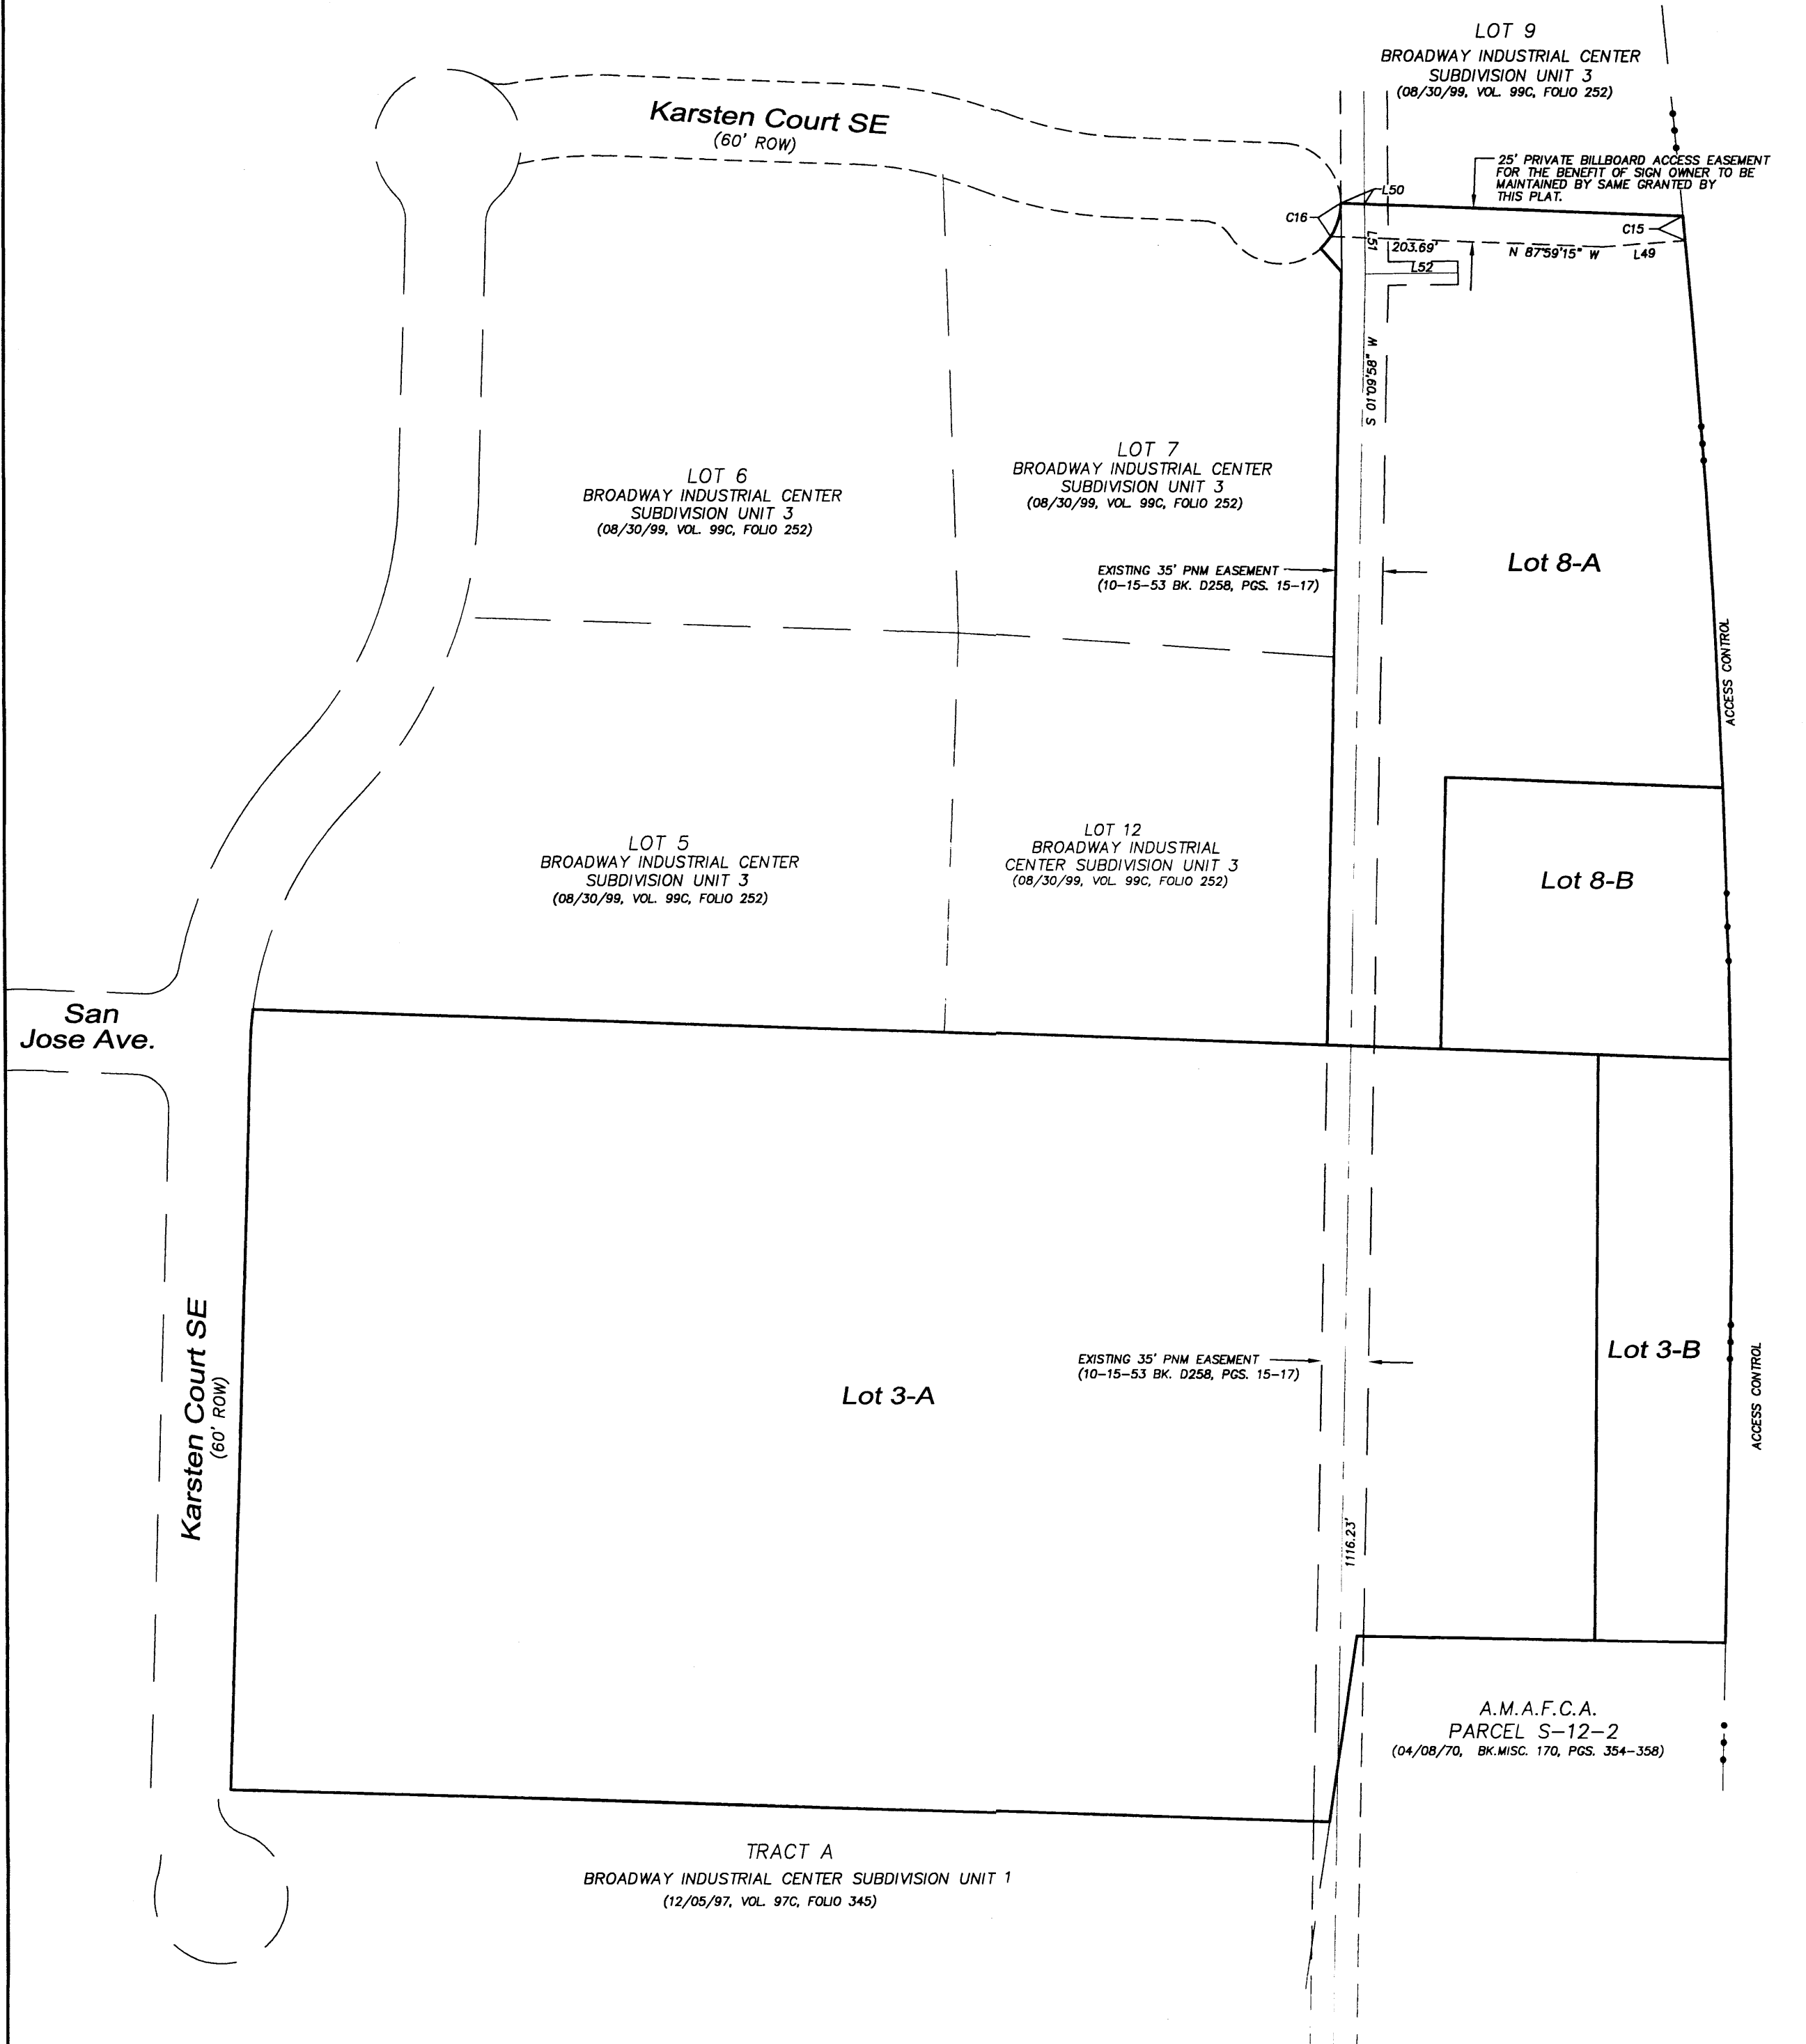 LOT 9
BROADWAY INDUSTRIAL CENTER
SUBDIVISION UNIT 3
(08/30/99, VOL. 99C, FOLIO 252)
Karsten Court SE
(60' ROW)
25' PRIVATE BILLBOARD ACCESS EASEMENT
FOR THE BENEFIT OF SIGN OWNER TO BE
MAINTAINED BY SAME GRANTED BY
THIS PLAT.
L50
C16
C15
L51
203.69'
N 87°59'15" W
L49
L52
S 01°09'58" W
LOT 6
BROADWAY INDUSTRIAL CENTER
SUBDIVISION UNIT 3
(08/30/99, VOL. 99C, FOLIO 252)
LOT 7
BROADWAY INDUSTRIAL CENTER
SUBDIVISION UNIT 3
(08/30/99, VOL. 99C, FOLIO 252)
EXISTING 35' PNM EASEMENT
(10-15-53 BK. D258, PGS. 15-17)
Lot 8-A
ACCESS CONTROL
LOT 5
BROADWAY INDUSTRIAL CENTER
SUBDIVISION UNIT 3
(08/30/99, VOL. 99C, FOLIO 252)
LOT 12
BROADWAY INDUSTRIAL
CENTER SUBDIVISION UNIT 3
(08/30/99, VOL. 99C, FOLIO 252)
Lot 8-B
San
Jose Ave.
Karsten Court SE
(60' ROW)
Lot 3-A
EXISTING 35' PNM EASEMENT
(10-15-53 BK. D258, PGS. 15-17)
Lot 3-B
ACCESS CONTROL
1116.23'
A.M.A.F.C.A.
PARCEL S-12-2
(04/08/70, BK.MISC. 170, PGS. 354-358)
TRACT A
BROADWAY INDUSTRIAL CENTER SUBDIVISION UNIT 1
(12/05/97, VOL. 97C, FOLIO 345)